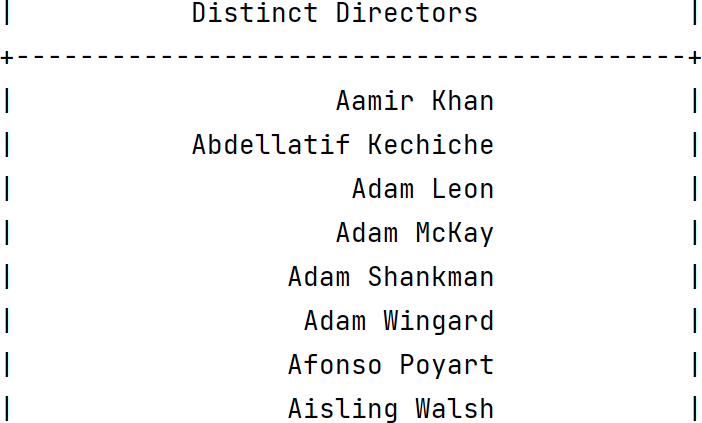 |           Distinct Directors             |
+------------------------------------------+
|                    Aamir Khan            |
|           Abdellatif Kechiche            |
|                     Adam Leon            |
|                    Adam McKay            |
|                 Adam Shankman            |
|                  Adam Wingard            |
|                 Afonso Poyart            |
|                 Aisling Walsh            |